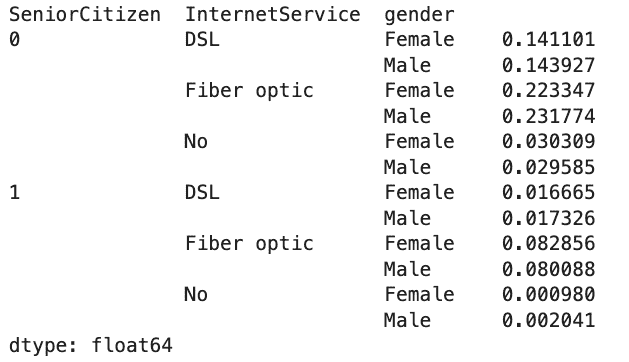 SeniorCitizen  InternetService  gender
0              DSL              Female    0.141101
                                Male      0.143927
               Fiber optic      Female    0.223347
                                Male      0.231774
               No               Female    0.030309
                                Male      0.029585
1              DSL              Female    0.016665
                                Male      0.017326
               Fiber optic      Female    0.082856
                                Male      0.080088
               No               Female    0.000980
                                Male      0.002041
dtype: float64